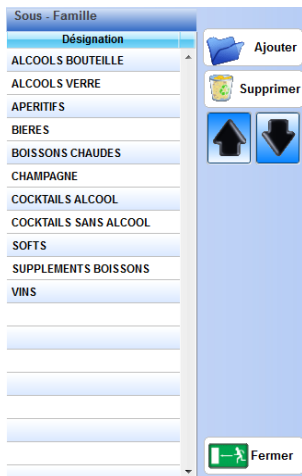 Sous - Famille
Désignation
ALCOOLS BOUTEILLE
ALCOOLS VERRE
APERITIFS
BIERES
BOISSONS CHAUDES
CHAMPAGNE
COCKTAILS ALCOOL
COCKTAILS SANS ALCOOL
SOFTS
SUPPLEMENTS BOISSONS
VINS
Ajouter
Supprimer
Fermer